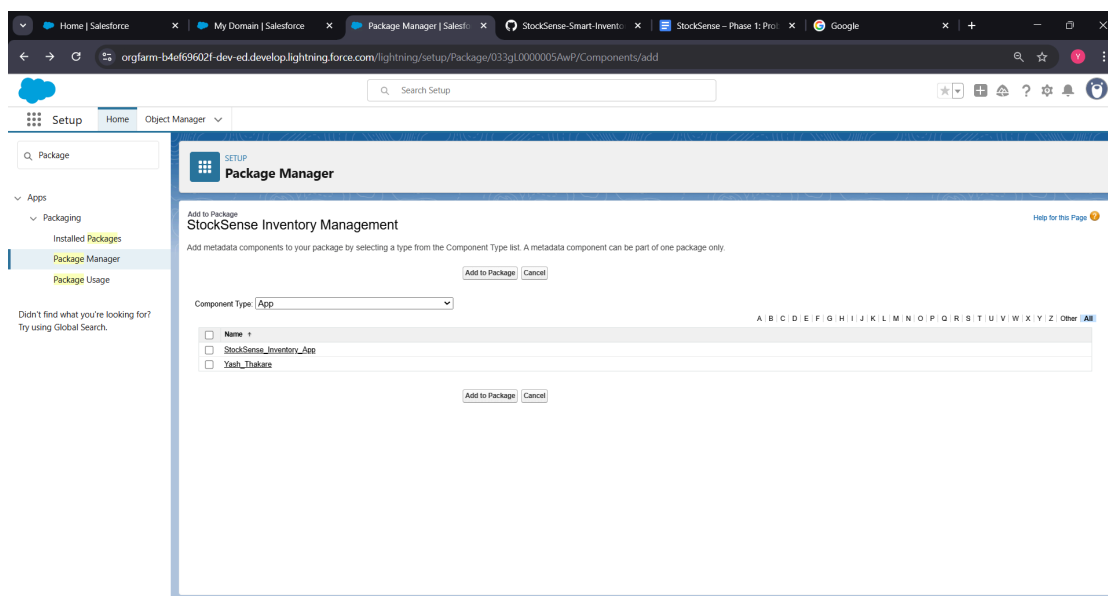 Home | Salesforce
My Domain | Salesforce
Package Manager | Salesfo
StockSense-Smart-Invento
StockSense – Phase 1: Prob
Google
orgfarm-b4ef69602f-dev-ed.develop.lightning.force.com/lightning/setup/Package/033gL0000005AwP/Components/add
Y
Search Setup
Setup
Home
Object Manager
Package
SETUP
Package Manager
Apps
Packaging
Installed Packages
Package Manager
Package Usage
Didn't find what you're looking for?
Try using Global Search.
Add to Package
StockSense Inventory Management
Help for this Page
Add metadata components to your package by selecting a type from the Component Type list. A metadata component can be part of one package only.
Add to Package Cancel
Component Type: App
A | B | C | D | E | F | G | H | I | J | K | L | M | N | O | P | Q | R | S | T | U | V | W | X | Y | Z | Other | All
Name ↑
StockSense_Inventory_App
Yash_Thakare
Add to Package Cancel